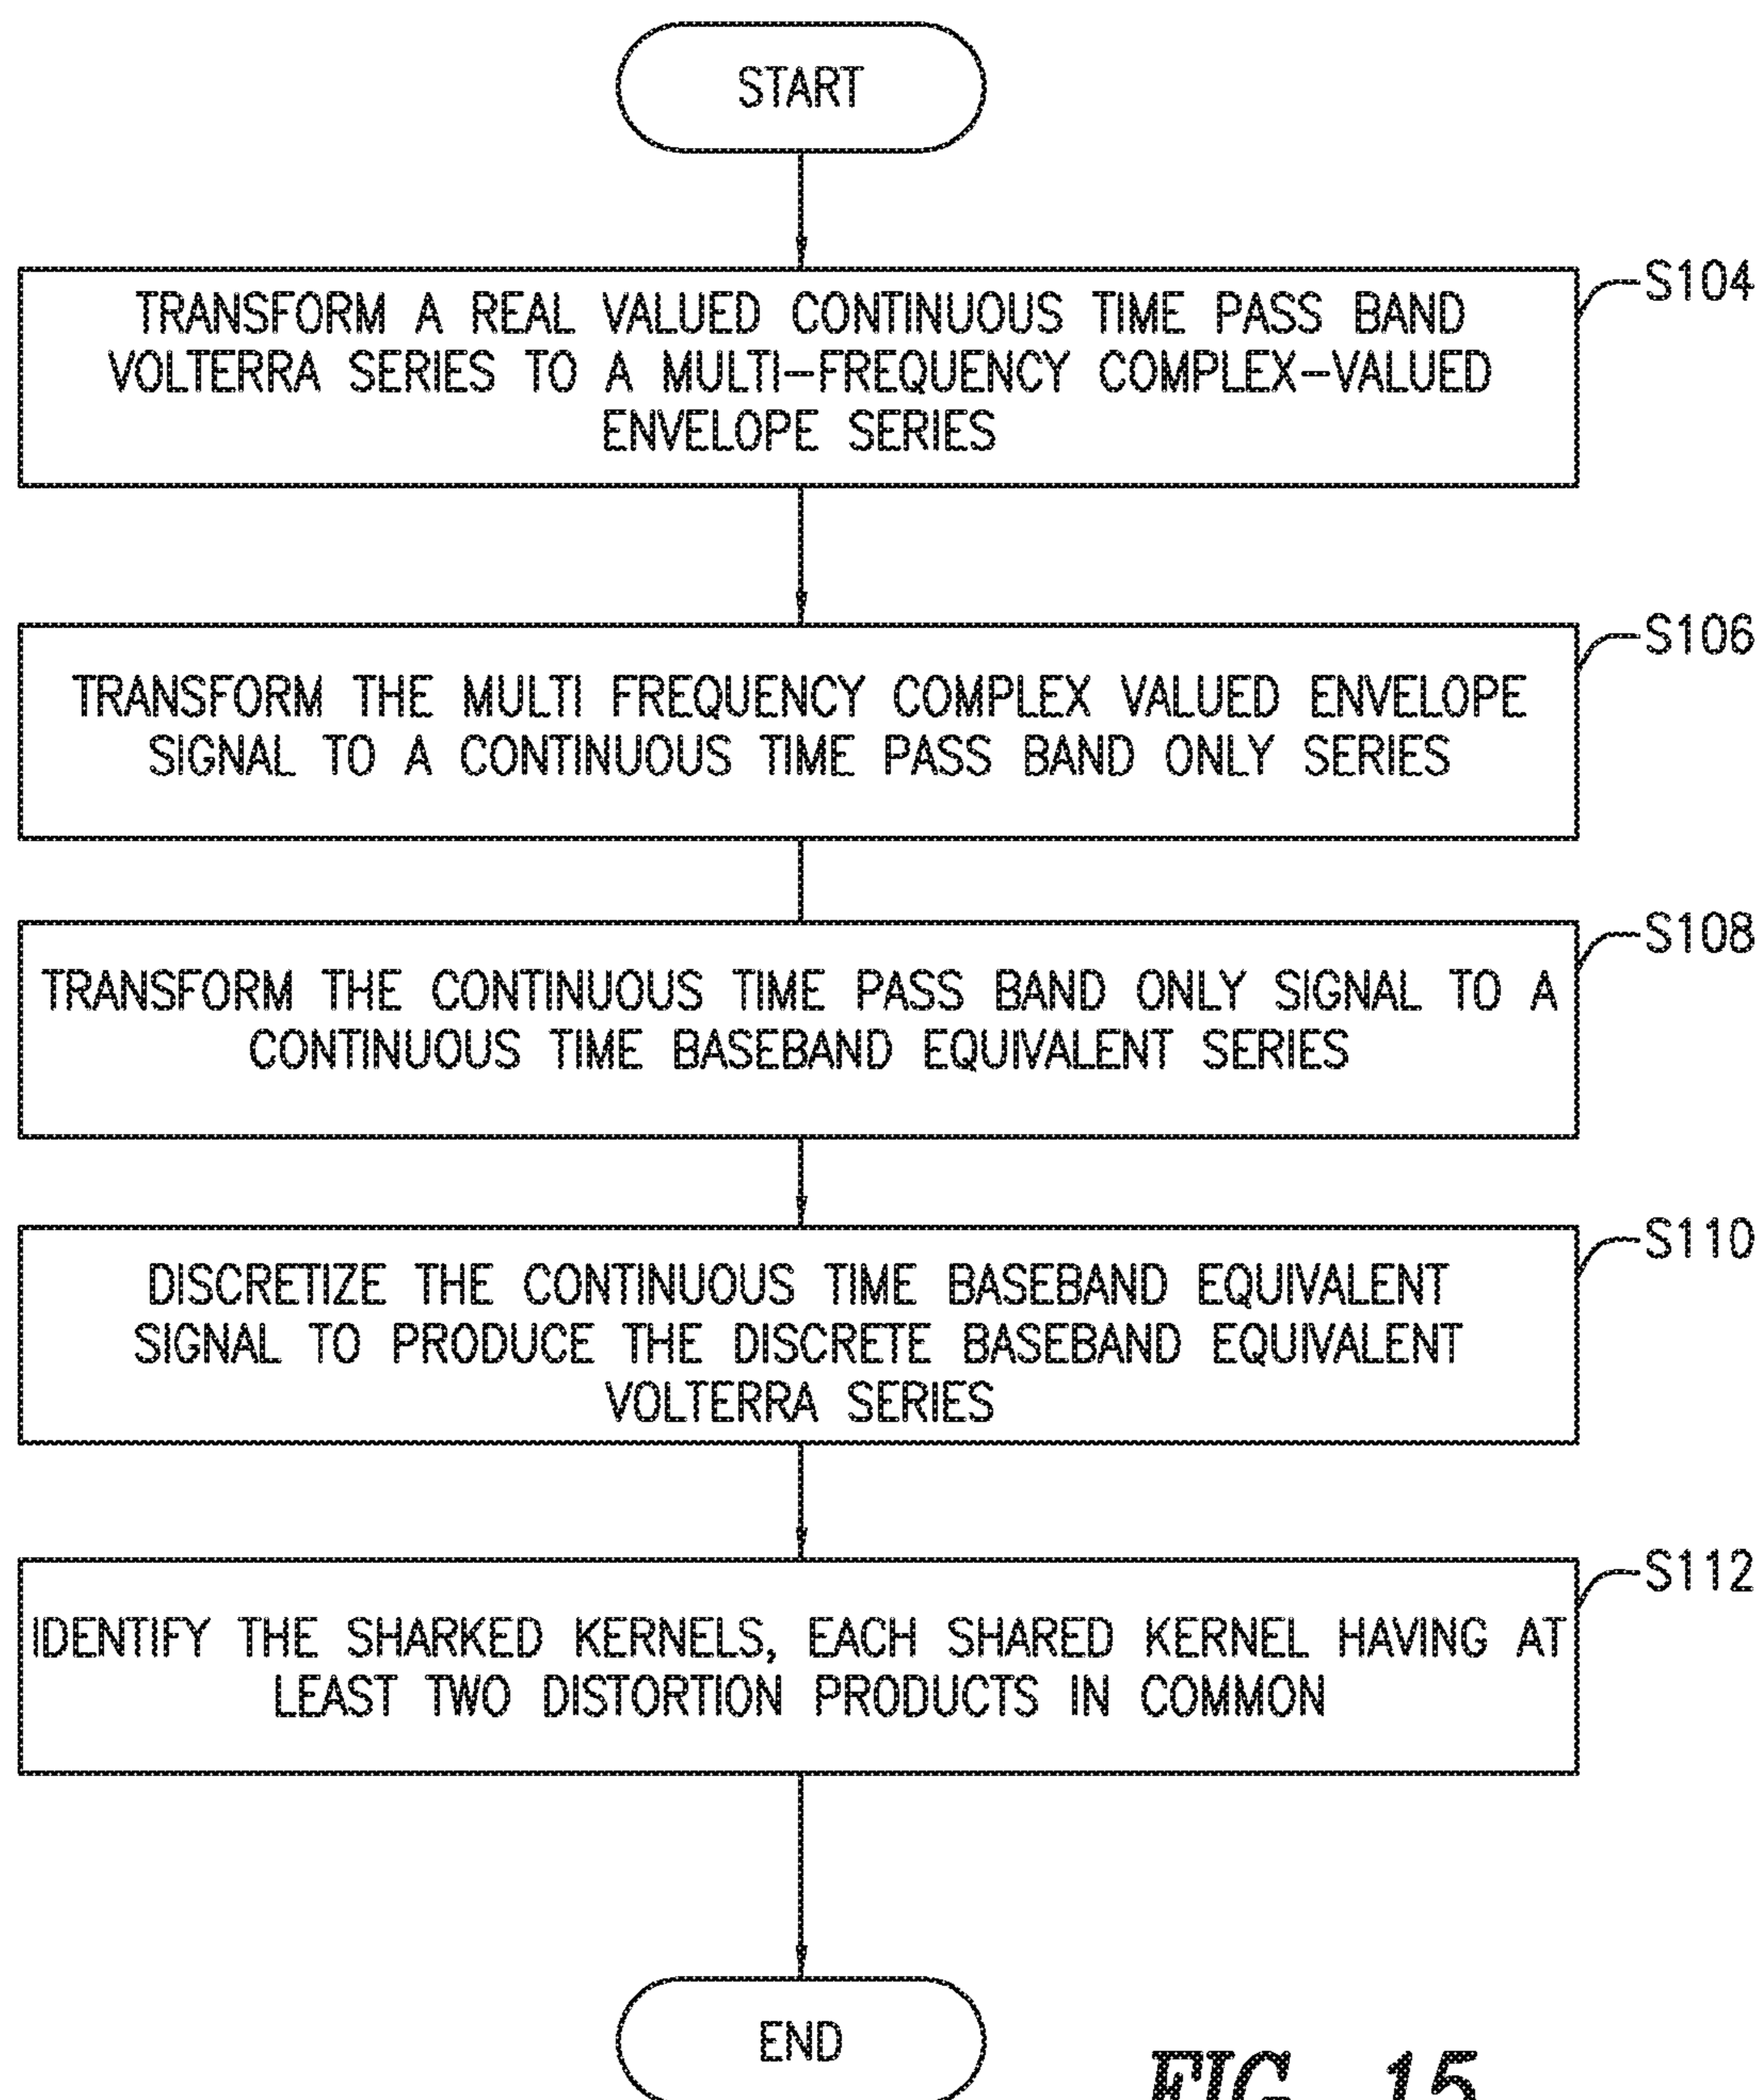 START
S104
TRANSFORM A REAL VALUED CONTINUOUS TIME PASS BAND
VOLTERRA SERIES TO A MULTI-FREQUENCY COMPLEX-VALUED
ENVELOPE SERIES
S106
TRANSFORM THE MULTI FREQUENCY COMPLEX VALUED ENVELOPE
SIGNAL TO A CONTINUOUS TIME PASS BAND ONLY SERIES
S108
TRANSFORM THE CONTINUOUS TIME PASS BAND ONLY SIGNAL TO A
CONTINUOUS TIME BASEBAND EQUIVALENT SERIES
S110
DISCRETIZE THE CONTINUOUS TIME BASEBAND EQUIVALENT
SIGNAL TO PRODUCE THE DISCRETE BASEBAND EQUIVALENT
VOLTERRA SERIES
S112
IDENTIFY THE SHARKED KERNELS, EACH SHARED KERNEL HAVING AT
LEAST TWO DISTORTION PRODUCTS IN COMMON
END
FIG. 15